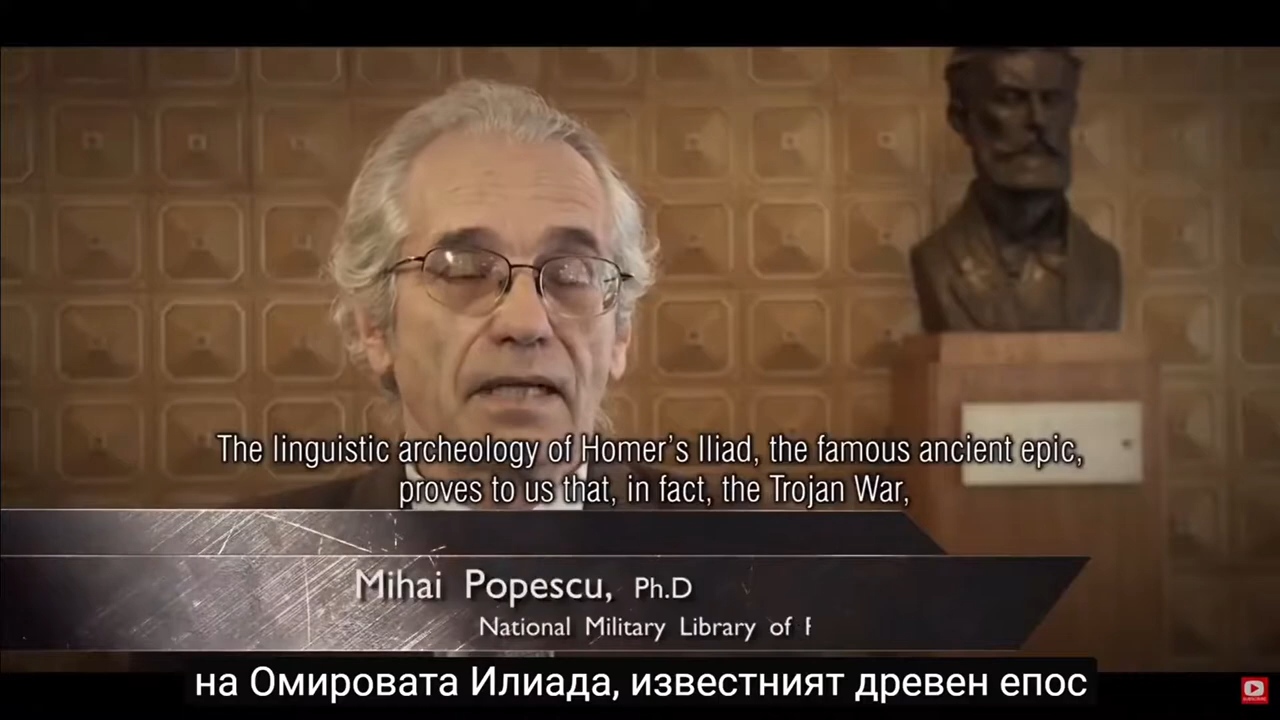 The linguistic archeology of Homer's Iliad, the famous ancient epic,
proves to us that, in fact, the Trojan War,
Mihai Popescu, Ph.D
National Military Library of
на Омировата Илиада, известният древен епос